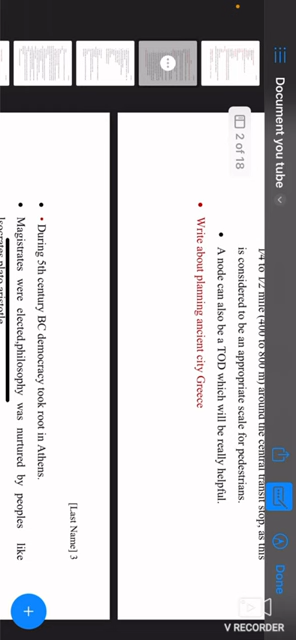 Document you tube
Done
2 of 18
1/4 to 1/2 mile (400 to 800 m) around the central transit stop, as this
is considered to be an appropriate scale for pedestrians.
• A node can also be a TOD which will be really helpful.
• Write about planning ancient city Greece
[Last Name] 3
• • During 5th century BC democracy took root in Athens.
• Magistrates were elected,philosophy was nurtured by peoples like
Isocrates,plato,aristotle
V RECORDER